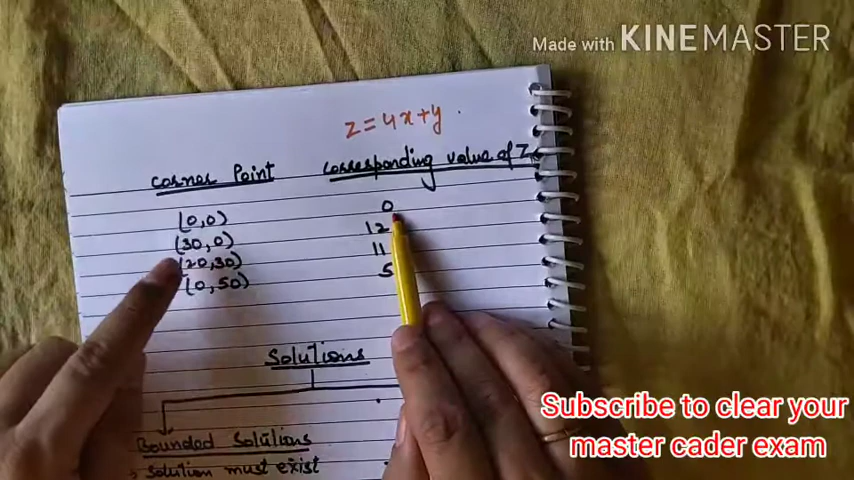 Made with KINEMASTER
z=4x+y.
Corner Point Corresponding value of Z
(0,0) 0
(30,0) 12
(20,30) 11
(0,50) 5
Solutions
Bounded Solutions
Solution must exist
Subscribe to clear your
master cader exam